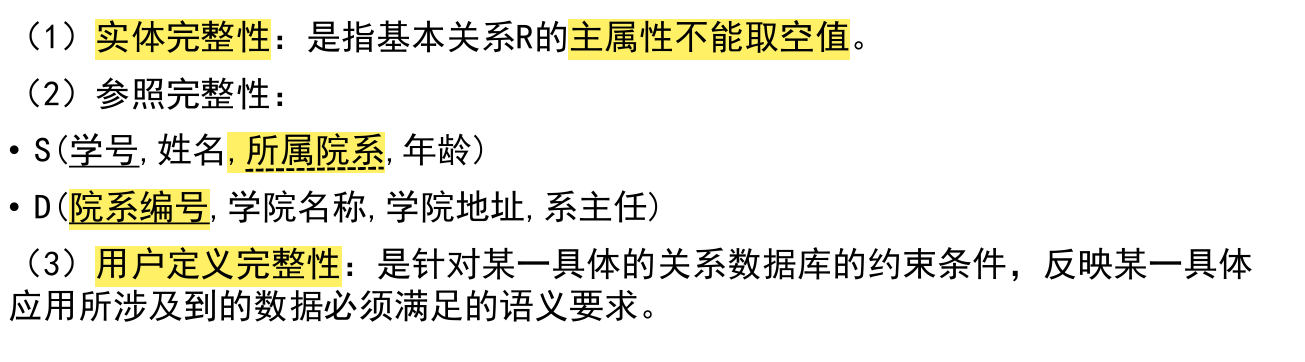 （1）实体完整性：是指基本关系R的主属性不能取空值。
（2）参照完整性：
• S(学号,姓名,所属院系,年龄)
• D(院系编号,学院名称,学院地址,系主任)
（3）用户定义完整性：是针对某一具体的关系数据库的约束条件，反映某一具体
应用所涉及到的数据必须满足的语义要求。